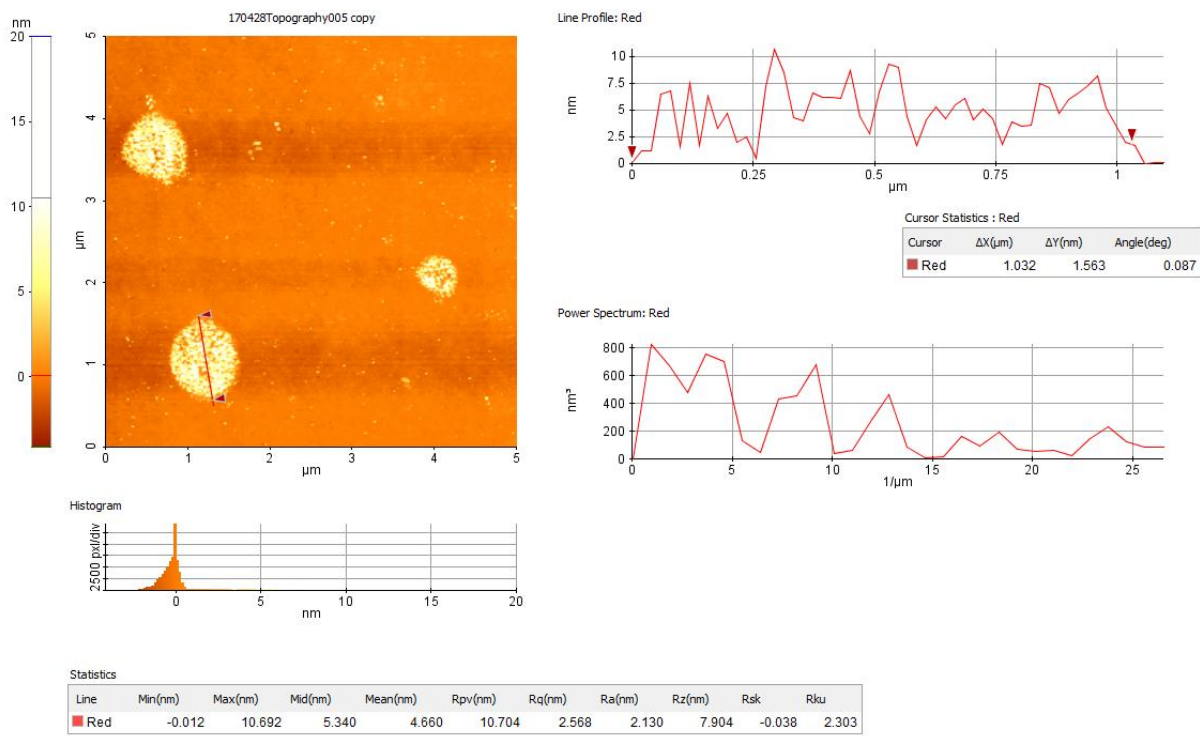 170428Topography005 copy
nm
20
15
10
5
0
5
4
3
2
1
0
µm
0 1 2 3 4 5
µm
Line Profile: Red
10
7.5
5
2.5
0
nm
0 0.25 0.5 0.75 1
µm
Cursor Statistics : Red
Cursor ΔX(µm) ΔY(nm) Angle(deg)
Red 1.032 1.563 0.087
Power Spectrum: Red
800
600
400
200
0
nm³
0 5 10 15 20 25
1/µm
Histogram
2500 pxl/div
0 5 10 15 20
nm
Statistics
Line Min(nm) Max(nm) Mid(nm) Mean(nm) Rpv(nm) Rq(nm) Ra(nm) Rz(nm) Rsk Rku
Red -0.012 10.692 5.340 4.660 10.704 2.568 2.130 7.904 -0.038 2.303